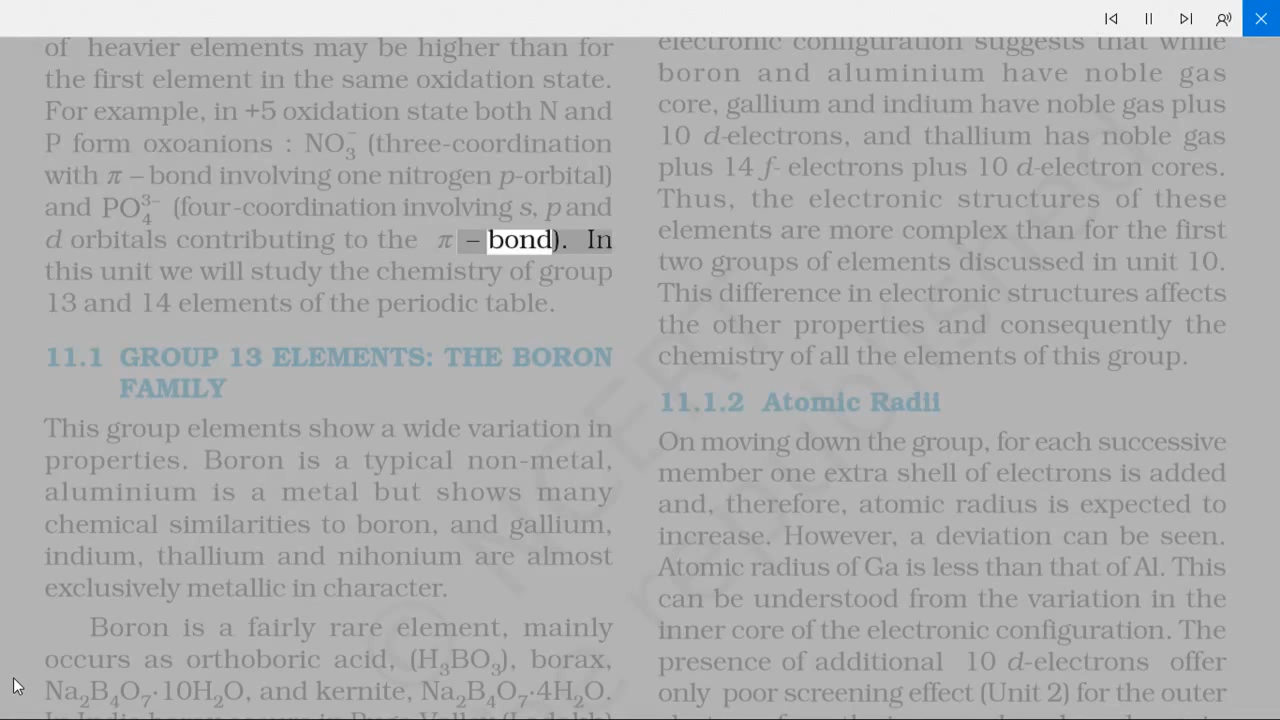 of heavier elements may be higher than for
the first element in the same oxidation state.
For example, in +5 oxidation state both N and
P form oxoanions : NO₃⁻ (three-coordination
with π – bond involving one nitrogen p-orbital)
and PO₄³⁻ (four-coordination involving s, p and
d orbitals contributing to the π – bond). In
this unit we will study the chemistry of group
13 and 14 elements of the periodic table.
11.1 GROUP 13 ELEMENTS: THE BORON
FAMILY
This group elements show a wide variation in
properties. Boron is a typical non-metal,
aluminium is a metal but shows many
chemical similarities to boron, and gallium,
indium, thallium and nihonium are almost
exclusively metallic in character.
Boron is a fairly rare element, mainly
occurs as orthoboric acid, (H₃BO₃), borax,
Na₂B₄O₇·10H₂O, and kernite, Na₂B₄O₇·4H₂O.
electronic configuration suggests that while
boron and aluminium have noble gas
core, gallium and indium have noble gas plus
10 d-electrons, and thallium has noble gas
plus 14 f- electrons plus 10 d-electron cores.
Thus, the electronic structures of these
elements are more complex than for the first
two groups of elements discussed in unit 10.
This difference in electronic structures affects
the other properties and consequently the
chemistry of all the elements of this group.
11.1.2 Atomic Radii
On moving down the group, for each successive
member one extra shell of electrons is added
and, therefore, atomic radius is expected to
increase. However, a deviation can be seen.
Atomic radius of Ga is less than that of Al. This
can be understood from the variation in the
inner core of the electronic configuration. The
presence of additional 10 d-electrons offer
only poor screening effect (Unit 2) for the outer
© NCERT
republished